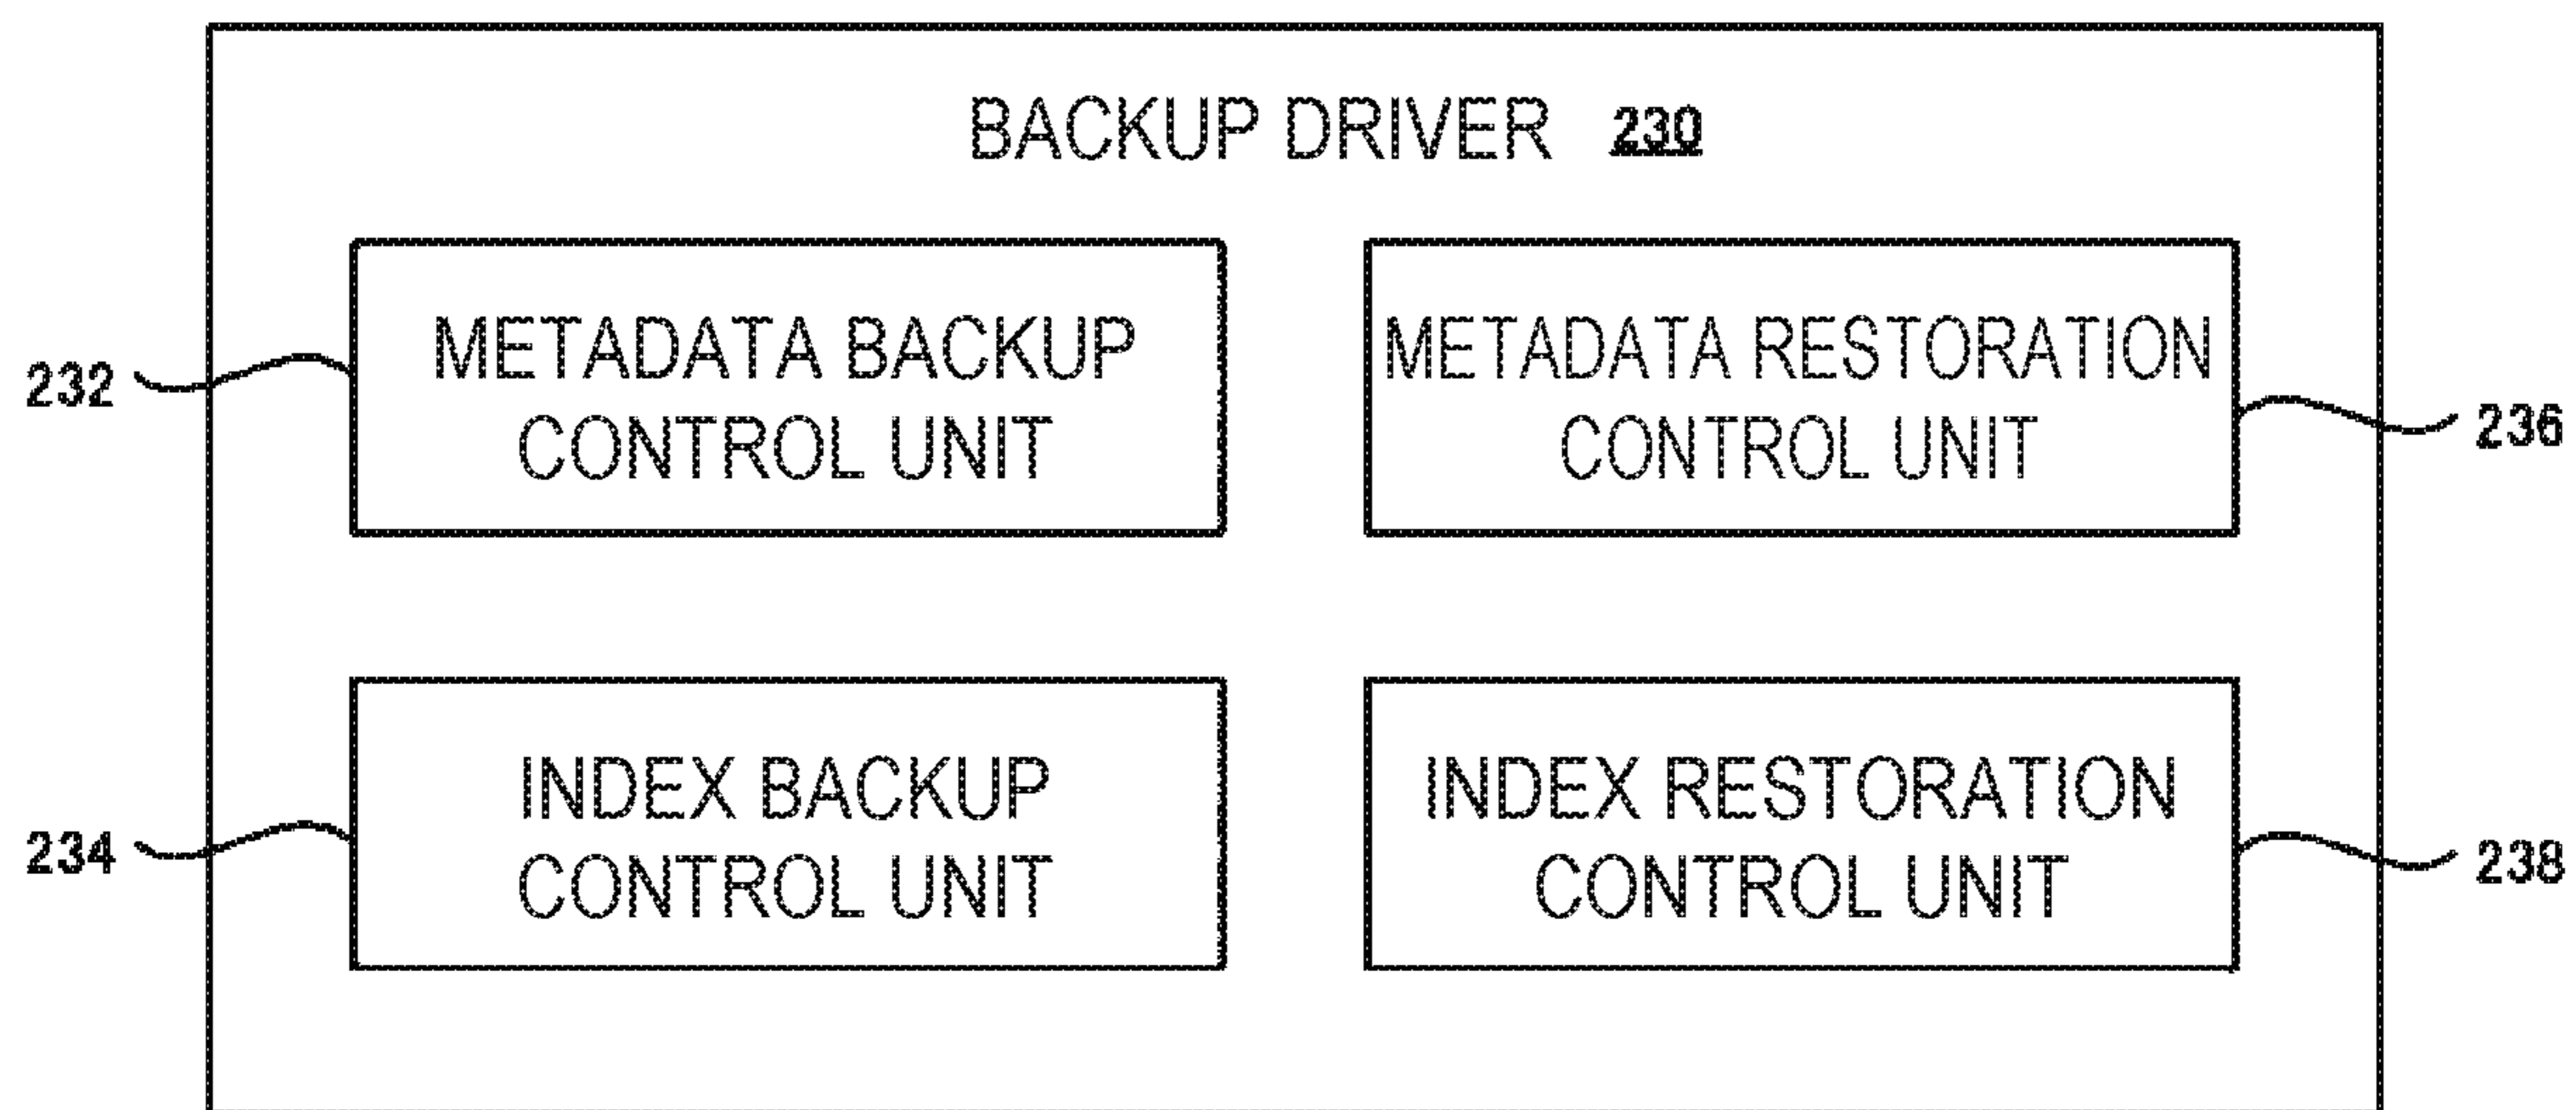 BACKUP DRIVER 230
METADATA BACKUP
CONTROL UNIT
232
METADATA RESTORATION
CONTROL UNIT
236
INDEX BACKUP
CONTROL UNIT
234
INDEX RESTORATION
CONTROL UNIT
238